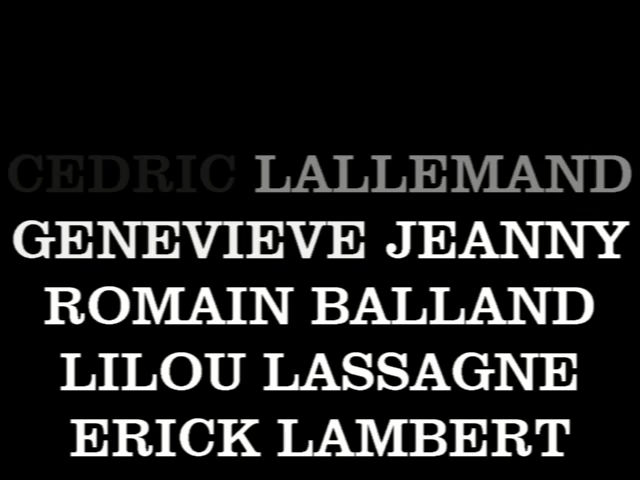 CEDRIC LALLEMAND
GENEVIEVE JEANNY
ROMAIN BALLAND
LILOU LASSAGNE
ERICK LAMBERT